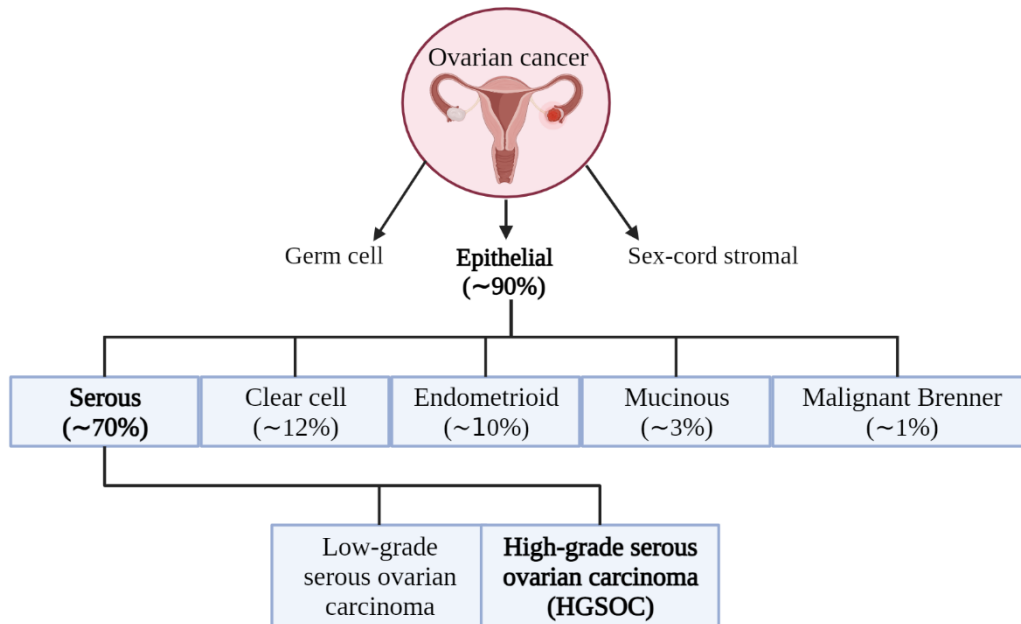 Ovarian cancer
Germ cell
Epithelial
(~90%)
Sex-cord stromal
Serous
(~70%)
Clear cell
(~12%)
Endometrioid
(~10%)
Mucinous
(~3%)
Malignant Brenner
(~1%)
Low-grade
serous ovarian
carcinoma
High-grade serous
ovarian carcinoma
(HGSOC)